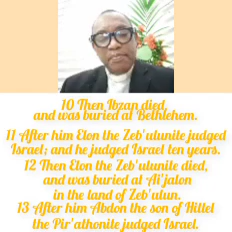 10 Then Ibzan died,
and was buried at Bethlehem.
11 After him Elon the Zeb'ulunite judged
Israel; and he judged Israel ten years.
12 Then Elon the Zeb'ulunite died,
and was buried at Ai'jalon
in the land of Zeb'ulun.
13 After him Abdon the son of Hillel
the Pir'athonite judged Israel.